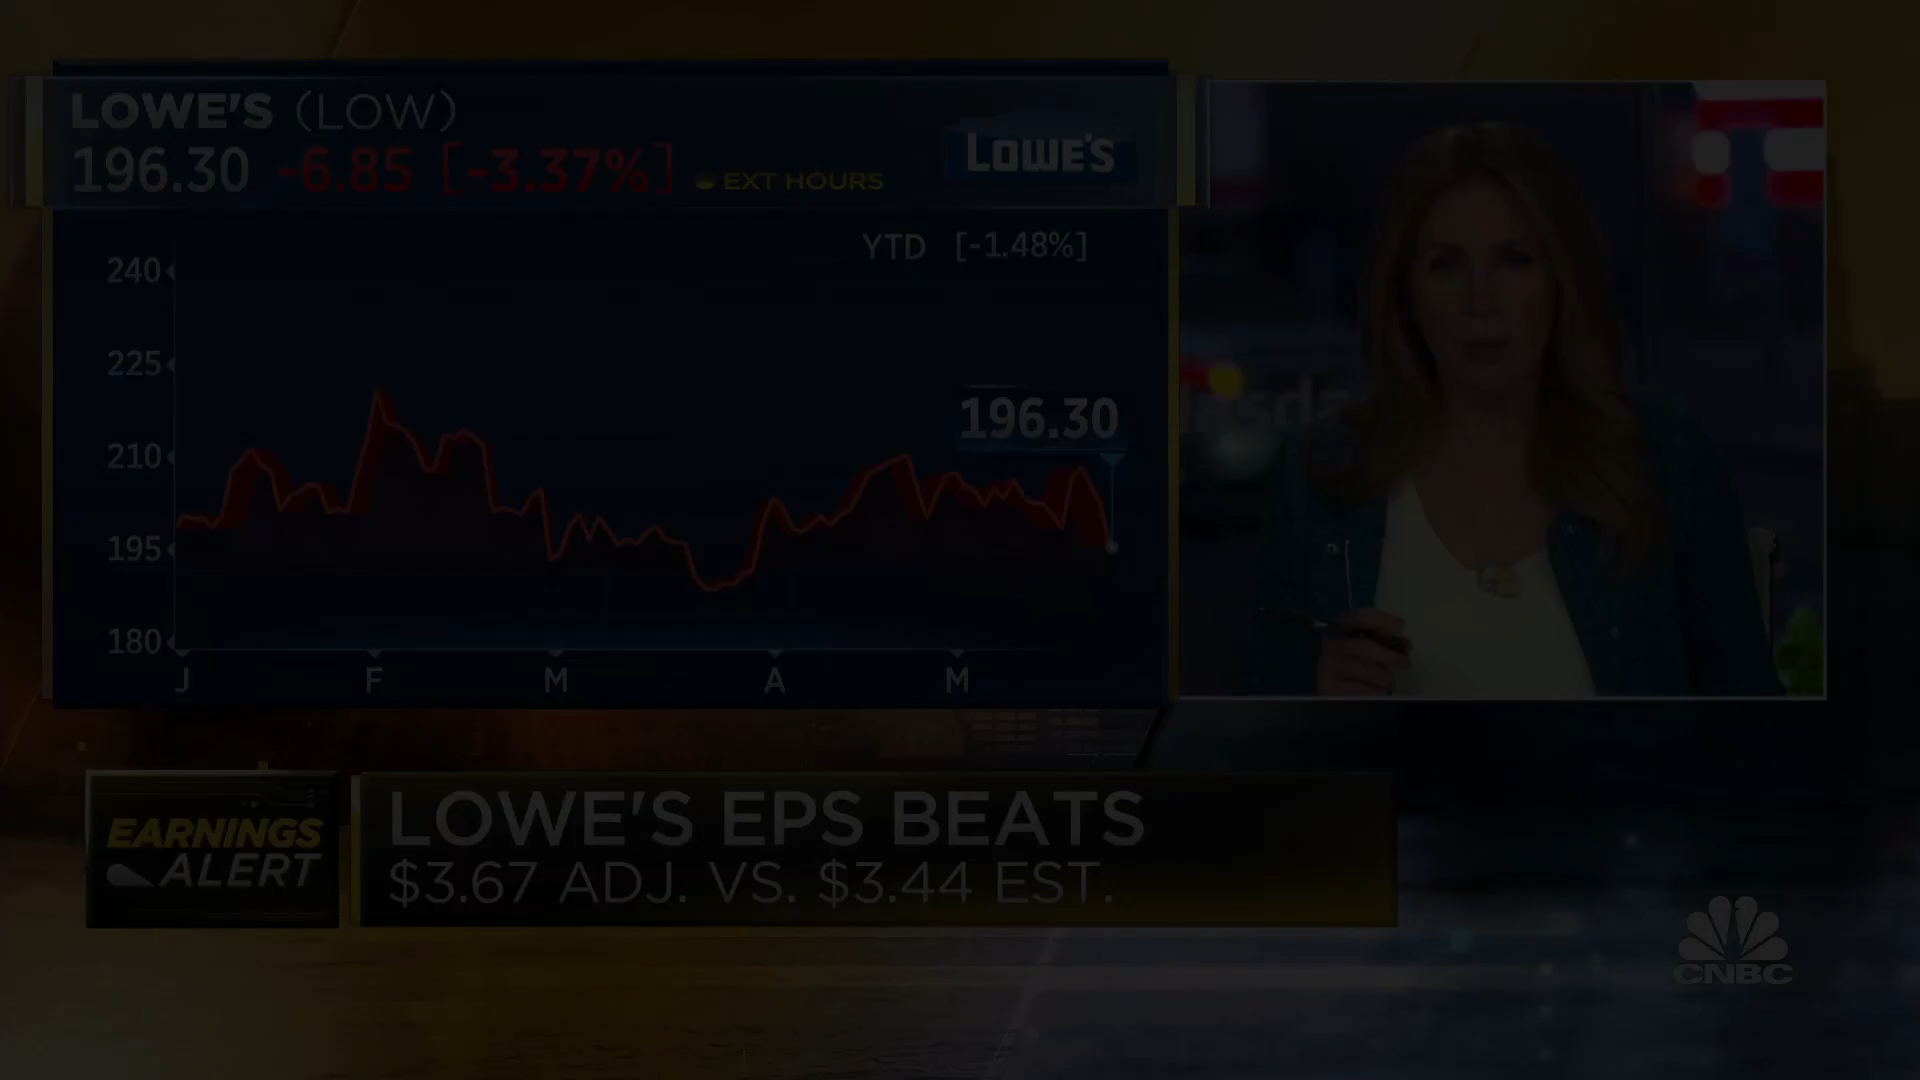 LOWE'S (LOW)
196.30 -6.85 [-3.37%] EXT HOURS
LOWE'S
YTD [-1.48%]
240
225
210
195
180
196.30
J F M A M
nasda
EARNINGS
ALERT
LOWE'S EPS BEATS
$3.67 ADJ. VS. $3.44 EST.
CNBC